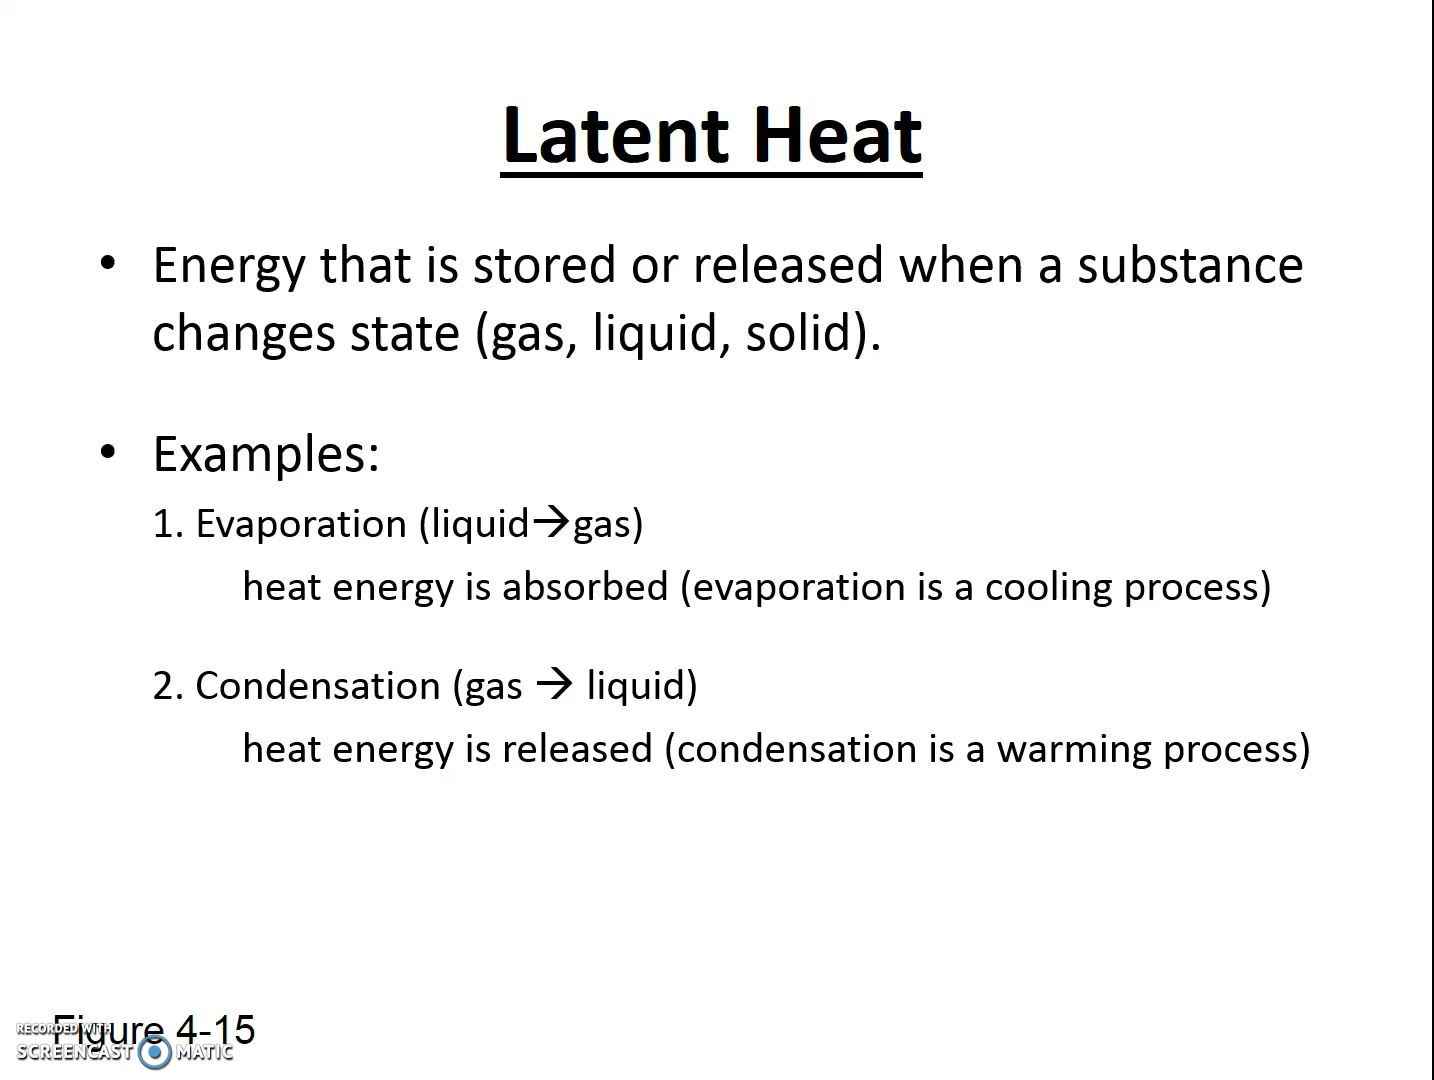 Latent Heat
• Energy that is stored or released when a substance
changes state (gas, liquid, solid).
• Examples:
1. Evaporation (liquid→gas)
heat energy is absorbed (evaporation is a cooling process)
2. Condensation (gas → liquid)
heat energy is released (condensation is a warming process)
Figure 4-15
RECORDED WITH
SCREENCAST MATIC